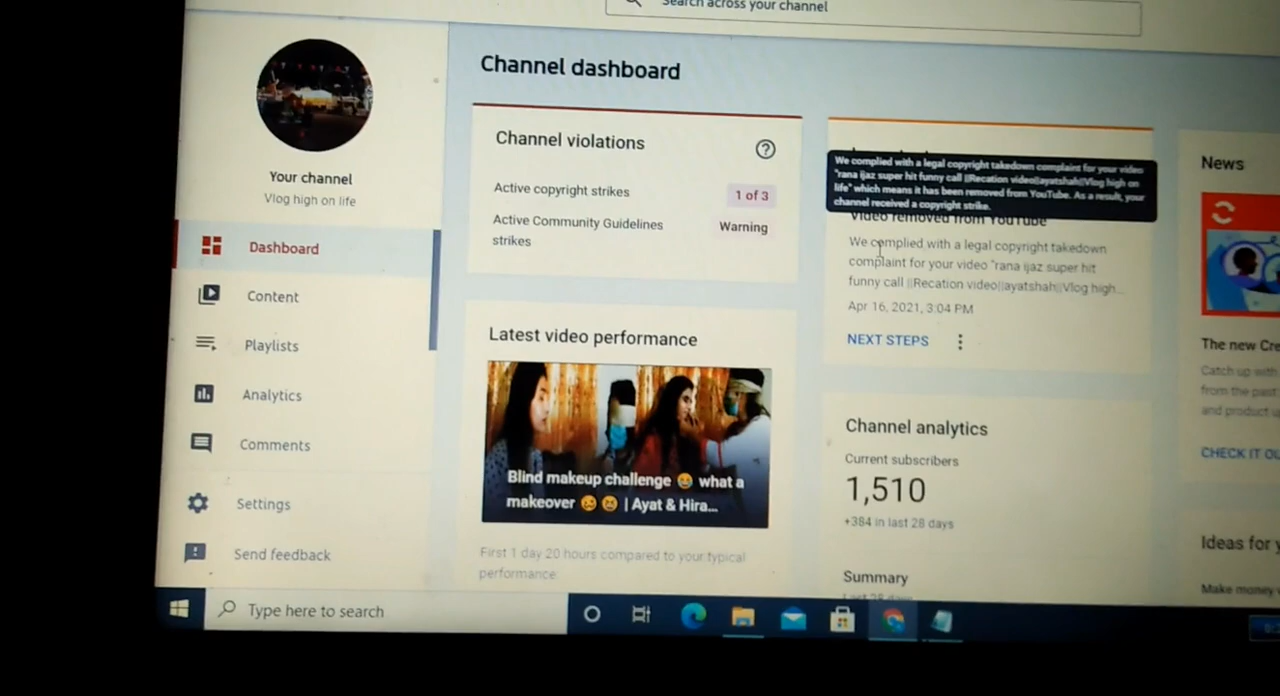 Search across your channel
Channel dashboard
Your channel
Vlog high on life
Dashboard
Content
Playlists
Analytics
Comments
Settings
Send feedback
Channel violations
Active copyright strikes
1 of 3
Active Community Guidelines
strikes
Warning
Latest video performance
Blind makeup challenge 😂 what a
makeover 😆 😆 | Ayat & Hira...
First 1 day 20 hours compared to your typical
performance:
We complied with a legal copyright takedown complaint for your video
"rana ijaz super hit funny call ||Recation video||ayatshah||Vlog high on
life" which means it has been removed from YouTube. As a result, your
channel received a copyright strike.
Video removed from YouTube
We complied with a legal copyright takedown
complaint for your video "rana ijaz super hit
funny call ||Recation video||ayatshah||Vlog high...
Apr 16, 2021, 3:04 PM
NEXT STEPS
Channel analytics
Current subscribers
1,510
+384 in last 28 days
Summary
Last 28 days
News
The new Cre
Catch up with
from the past
and product u
CHECK IT OU
Ideas for y
Make money
Type here to search